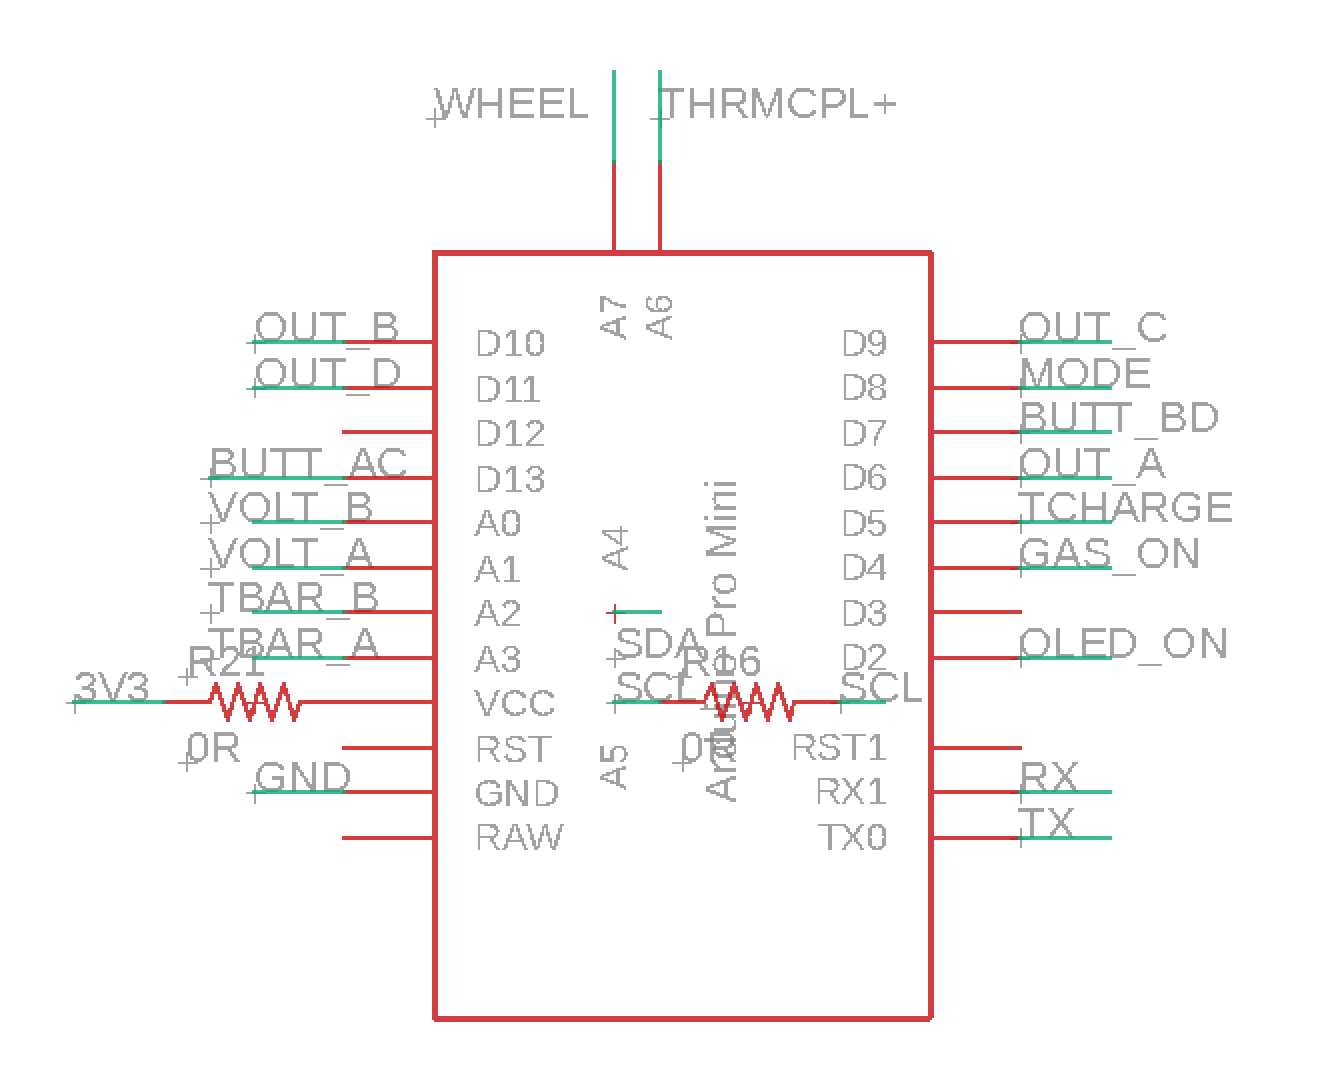 WHEEL
THRMCPL+
A7
A6
OUT_B
D10
D9
OUT_C
OUT_D
D11
D8
MODE
D12
D7
BUTT_BD
BUTT_AC
D13
D6
OUT_A
VOLT_B
A0
D5
TCHARGE
VOLT_A
A1
A4
D4
GAS_ON
TBAR_B
A2
D3
TBAR_A
A3
SDA
D2
OLED_ON
R21
R16
3V3
VCC
SCL
SCL
0R
RST
A5
0R
Arduino Pro Mini
RST1
GND
GND
RX1
RX
RAW
TX0
TX